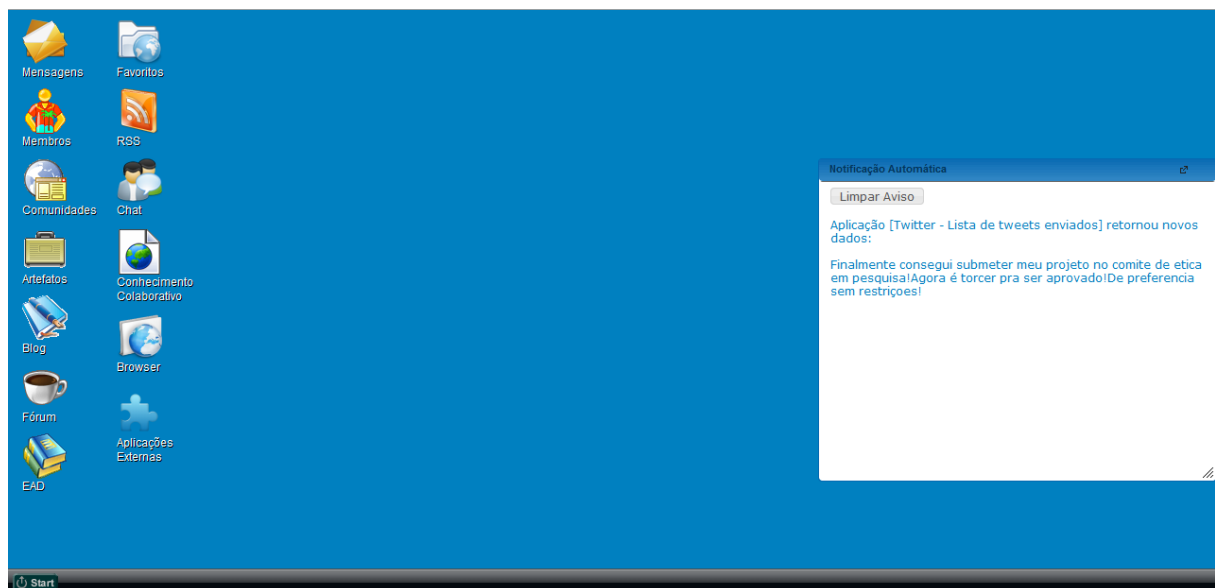 Mensagens
Favoritos
Membros
RSS
Comunidades
Chat
Artefatos
Conhecimento
Colaborativo
Blog
Browser
Fórum
Aplicações
Externas
EAD
Notificação Automática
Limpar Aviso
Aplicação [Twitter - Lista de tweets enviados] retornou novos
dados:
Finalmente consegui submeter meu projeto no comite de etica
em pesquisa!Agora é torcer pra ser aprovado!De preferencia
sem restriçoes!
Start